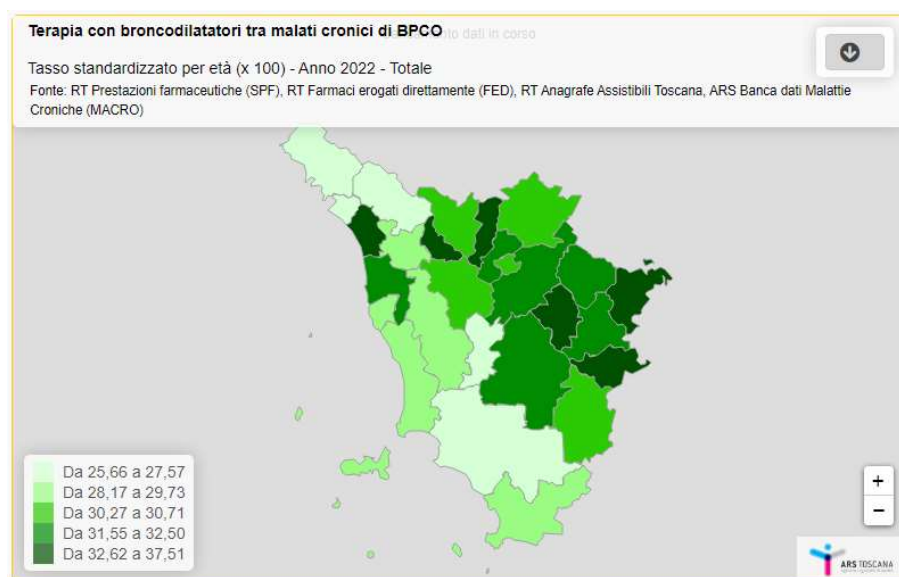 Terapia con broncodilatatori tra malati cronici di BPCO
dati in corso
Tasso standardizzato per età (x 100) - Anno 2022 - Totale
Fonte: RT Prestazioni farmaceutiche (SPF), RT Farmaci erogati direttamente (FED), RT Anagrafe Assistibili Toscana, ARS Banca dati Malattie
Croniche (MACRO)
Da 25,66 a 27,57
Da 28,17 a 29,73
Da 30,27 a 30,71
Da 31,55 a 32,50
Da 32,62 a 37,51
+
−
ARS TOSCANA